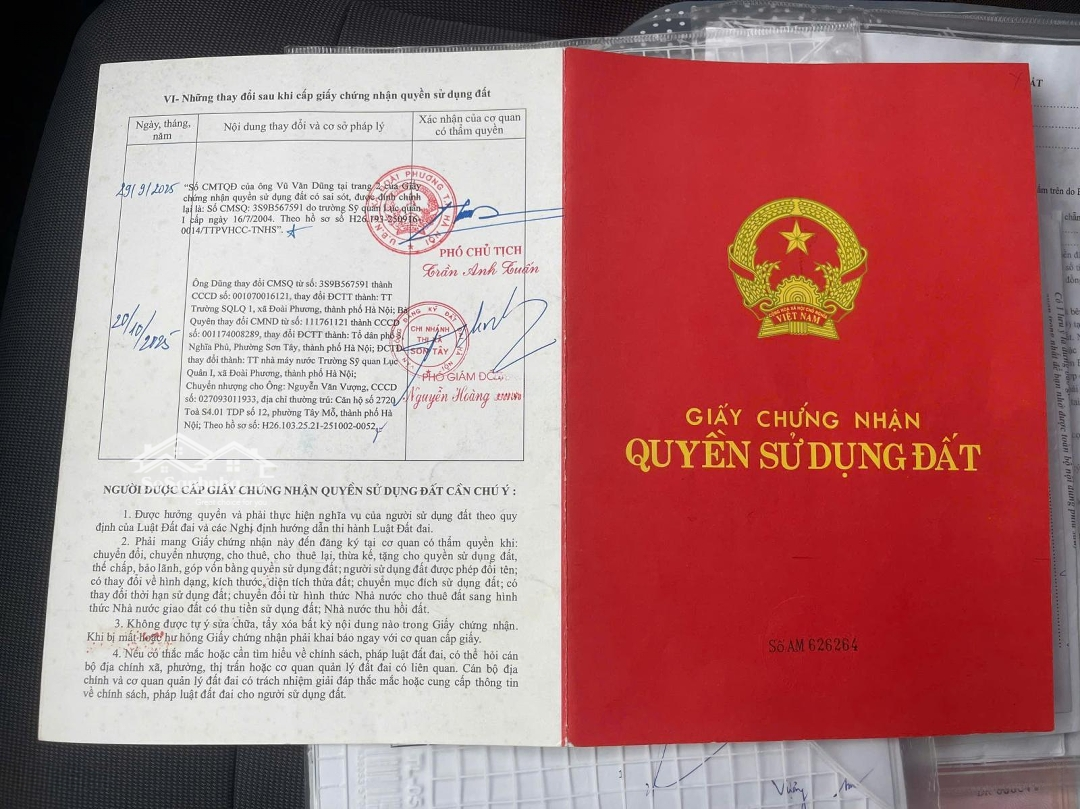 VI- Những thay đổi sau khi cấp giấy chứng nhận quyền sử dụng đất
Ngày, tháng, năm
Nội dung thay đổi và cơ sở pháp lý
Xác nhận của cơ quan có thẩm quyền
29/9/2025
"Số CMTQĐ của ông Vũ Văn Dũng tại trang 2 của Giấy
chứng nhận quyền sử dụng đất có sai sót, được đính chính
lại là: Số CMSQ: 3S9B567591 do trường Sỹ quan Lục quân
I cấp ngày 16/7/2004. Theo hồ sơ số H26.193-250916-
0014/TTPVHCC-TNHS".
PHÓ CHỦ TỊCH
Trần Anh Tuấn
20/10/2025
Ông Dũng thay đổi CMSQ từ số: 3S9B567591 thành
CCCD số: 001070016121, thay đổi ĐCTT thành: TT
Trường SQLQ 1, xã Đoài Phương, thành phố Hà Nội; Bà
Quyên thay đổi CMND từ số: 111761121 thành CCCD
số: 001174008289, thay đổi ĐCTT thành: Tổ dân phố
Nghĩa Phủ, Phường Sơn Tây, thành phố Hà Nội; ĐCTĐ
thay đổi thành: TT nhà máy nước Trường Sỹ quan Lục
Quân I, xã Đoài Phương, thành phố Hà Nội;
Chuyển nhượng cho Ông: Nguyễn Văn Vượng, CCCD
số: 027093011933, địa chỉ thường trú: Căn hộ số 2720
Toà S4.01 TDP số 12, phường Tây Mỗ, thành phố Hà
Nội; Theo hồ sơ số: H26.103.25.21-251002-0052
CHI NHÁNH
THỊ XÃ
SƠN TÂY
PHÓ GIÁM ĐỐC
Nguyễn Hoàng
SoSanhnha
NGƯỜI ĐƯỢC CẤP GIẤY CHỨNG NHẬN QUYỀN SỬ DỤNG ĐẤT CẦN CHÚ Ý :
1. Được hưởng quyền và phải thực hiện nghĩa vụ của người sử dụng đất theo quy
định của Luật Đất đai và các Nghị định hướng dẫn thi hành Luật Đất đai.
2. Phải mang Giấy chứng nhận này đến đăng ký tại cơ quan có thẩm quyền khi:
chuyển đổi, chuyển nhượng, cho thuê, cho thuê lại, thừa kế, tặng cho quyền sử dụng đất,
thế chấp, bảo lãnh, góp vốn bằng quyền sử dụng đất; người sử dụng đất được phép đổi tên;
có thay đổi về hình dạng, kích thước, diện tích thửa đất; chuyển mục đích sử dụng đất; có
thay đổi thời hạn sử dụng đất; chuyển đổi từ hình thức Nhà nước cho thuê đất sang hình
thức Nhà nước giao đất có thu tiền sử dụng đất; Nhà nước thu hồi đất.
3. Không được tự ý sửa chữa, tẩy xóa bất kỳ nội dung nào trong Giấy chứng nhận.
Khi bị mất hoặc hư hỏng Giấy chứng nhận phải khai báo ngay với cơ quan cấp giấy.
4. Nếu có thắc mắc hoặc cần tìm hiểu về chính sách, pháp luật đất đai, có thể hỏi cán
bộ địa chính xã, phường, thị trấn hoặc cơ quan quản lý đất đai có liên quan. Cán bộ địa
chính và cơ quan quản lý đất đai có trách nhiệm giải đáp thắc mắc hoặc cung cấp thông tin
về chính sách, pháp luật đất đai cho người sử dụng đất.
CỘNG HÒA XÃ HỘI CHỦ NGHĨA
VIỆT NAM
GIẤY CHỨNG NHẬN
QUYỀN SỬ DỤNG ĐẤT
Số AM 626264